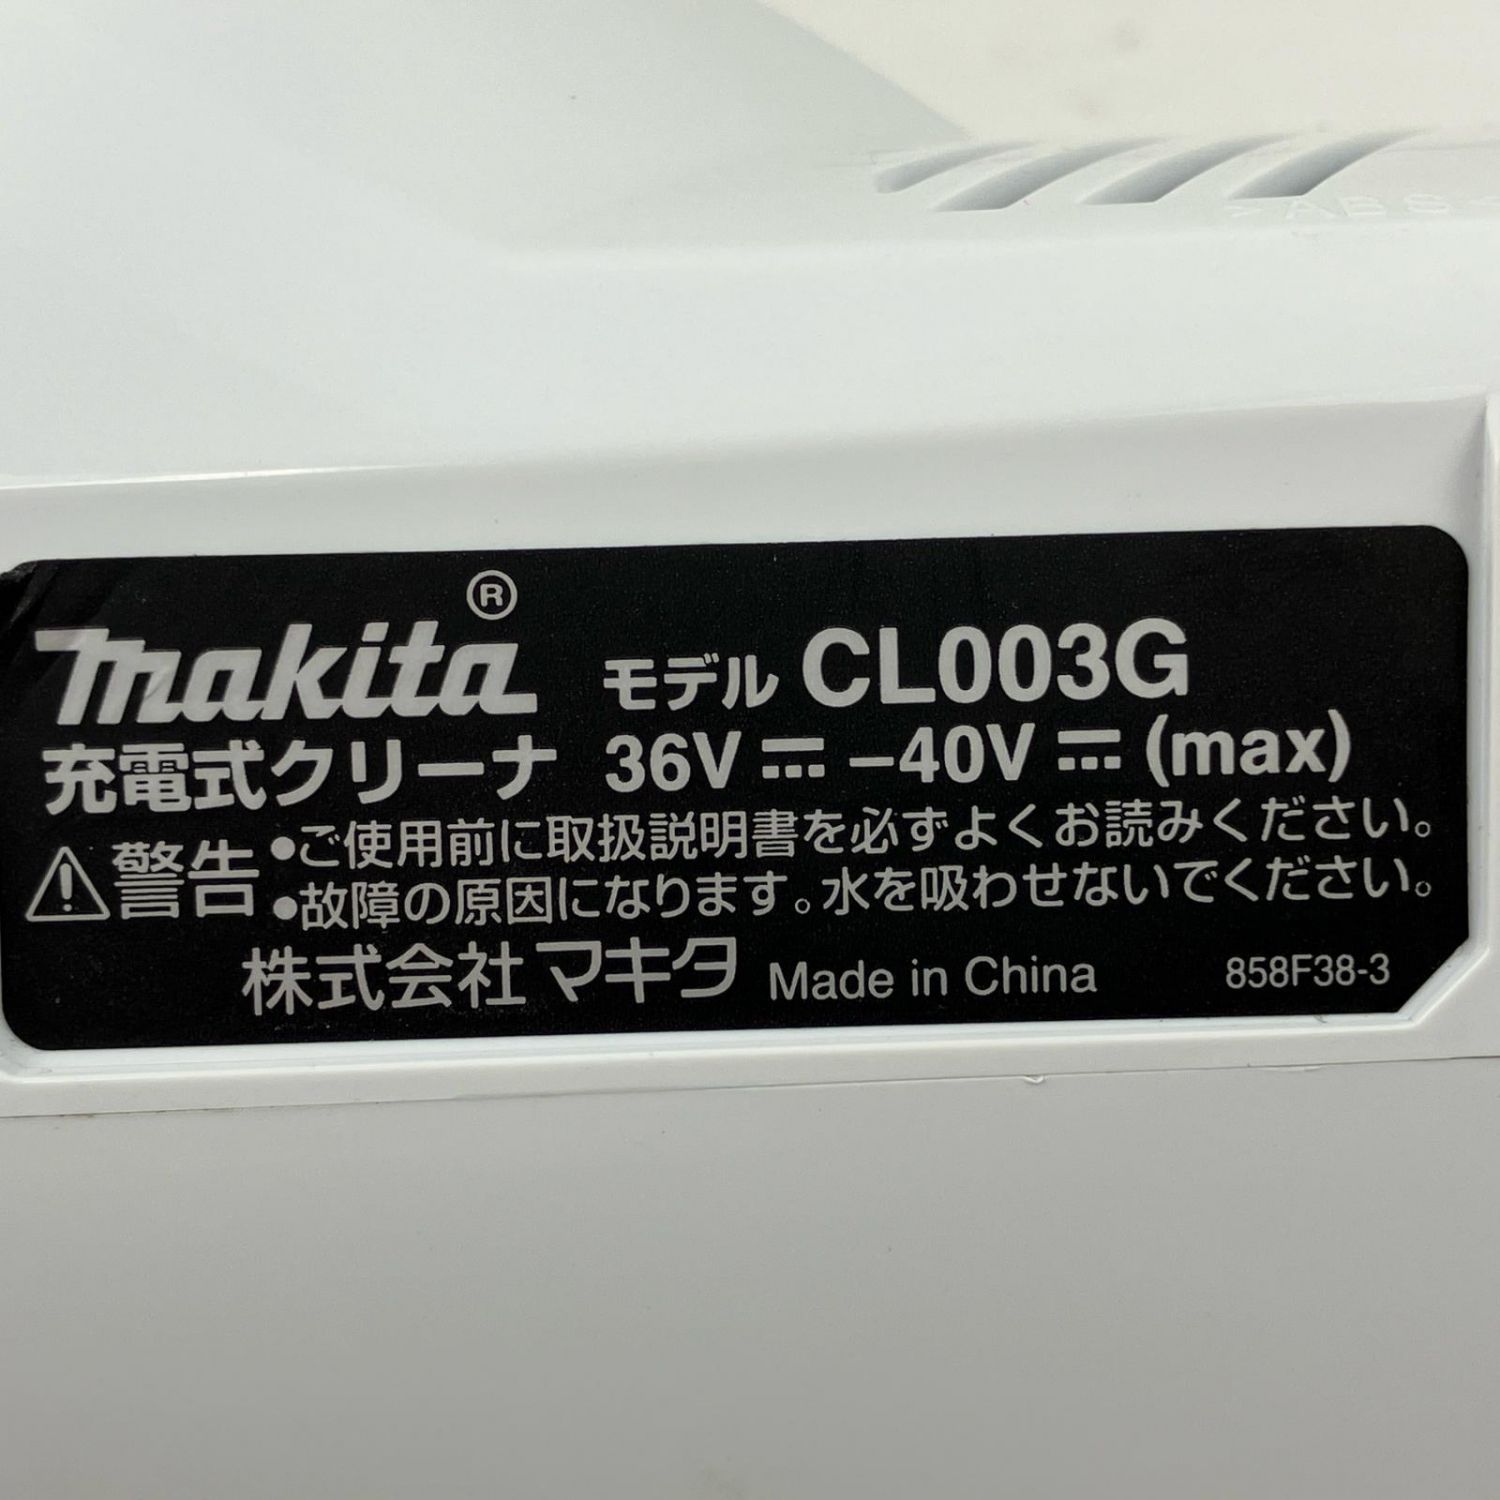 makita® モデル CL003G
充電式クリーナ 36V⎓–40V⎓(max)
⚠警告 •ご使用前に取扱説明書を必ずよくお読みください。
•故障の原因になります。水を吸わせないでください。
株式会社マキタ Made in China 858F38-3